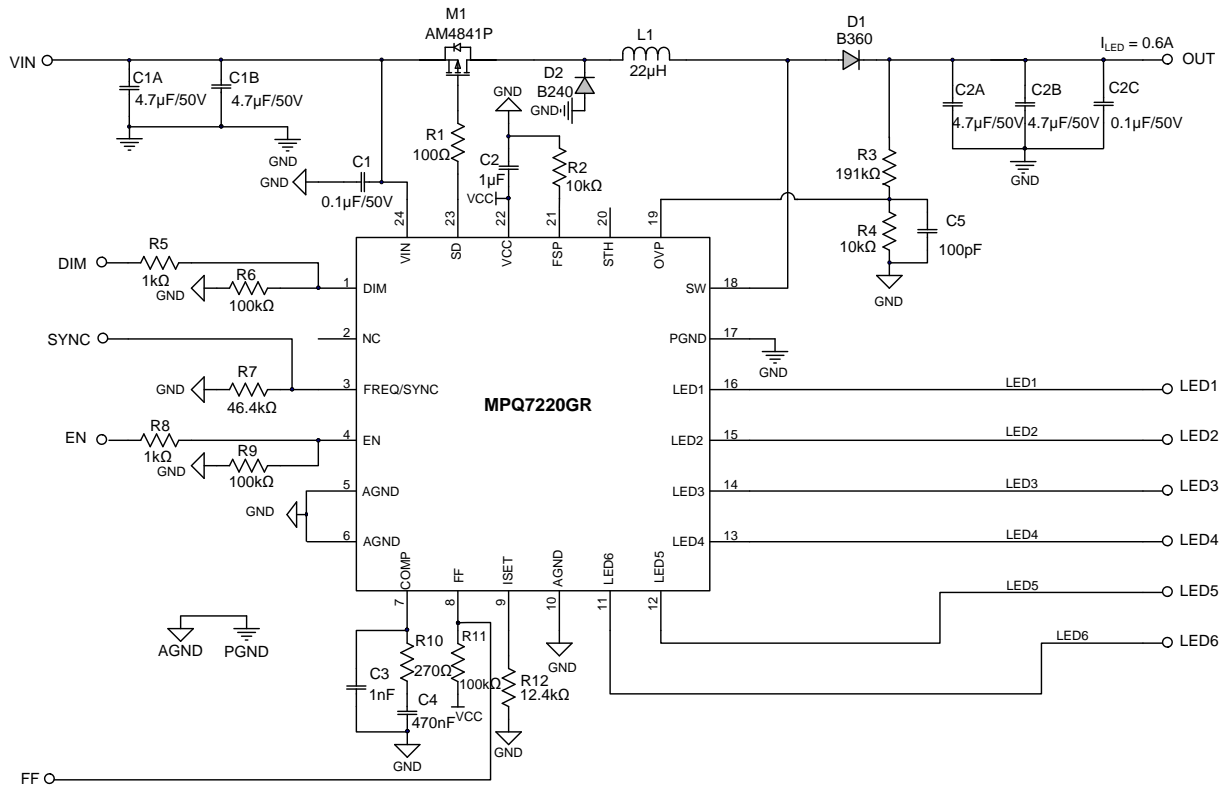 M1
AM4841P
VIN
C1A
4.7µF/50V
C1B
4.7µF/50V
GND
L1
22µH
D1
B360
ILED = 0.6A
OUT
D2
B240
GND
GND
R1
100Ω
C2
1µF
VCC
R2
10kΩ
C2A
4.7µF/50V
C2B
4.7µF/50V
C2C
0.1µF/50V
GND
R3
191kΩ
R4
10kΩ
C5
100pF
GND
C1
GND
0.1µF/50V
24
23
22
21
20
19
VIN
SD
VCC
FSP
STH
OVP
DIM
R5
1kΩ
R6
GND
100kΩ
1
DIM
SW
18
SYNC
2
NC
PGND
17
GND
R7
GND
46.4kΩ
3
FREQ/SYNC
MPQ7220GR
LED1
16
LED1
LED1
EN
R8
1kΩ
R9
GND
100kΩ
4
EN
LED2
15
LED2
LED2
GND
5
AGND
LED3
14
LED3
LED3
6
AGND
LED4
13
LED4
LED4
COMP
FF
ISET
AGND
LED6
LED5
7
8
9
10
11
12
LED5
LED5
LED6
LED6
AGND
PGND
C3
1nF
R10
270Ω
C4
470nF
GND
R11
100kΩ
VCC
R12
12.4kΩ
GND
GND
FF